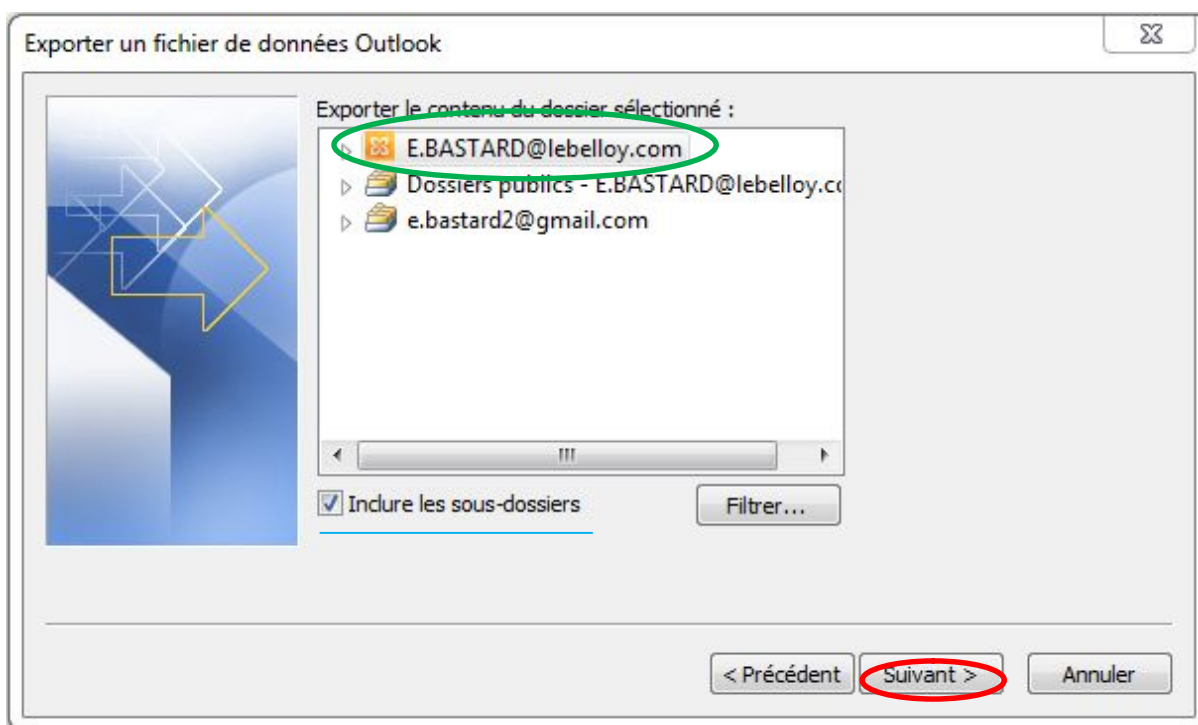 Exporter un fichier de données Outlook
Exporter le contenu du dossier sélectionné :
E.BASTARD@lebelloy.com
Dossiers publics - E.BASTARD@lebelloy.co
e.bastard2@gmail.com
Inclure les sous-dossiers
Filtrer...
< Précédent
Suivant >
Annuler